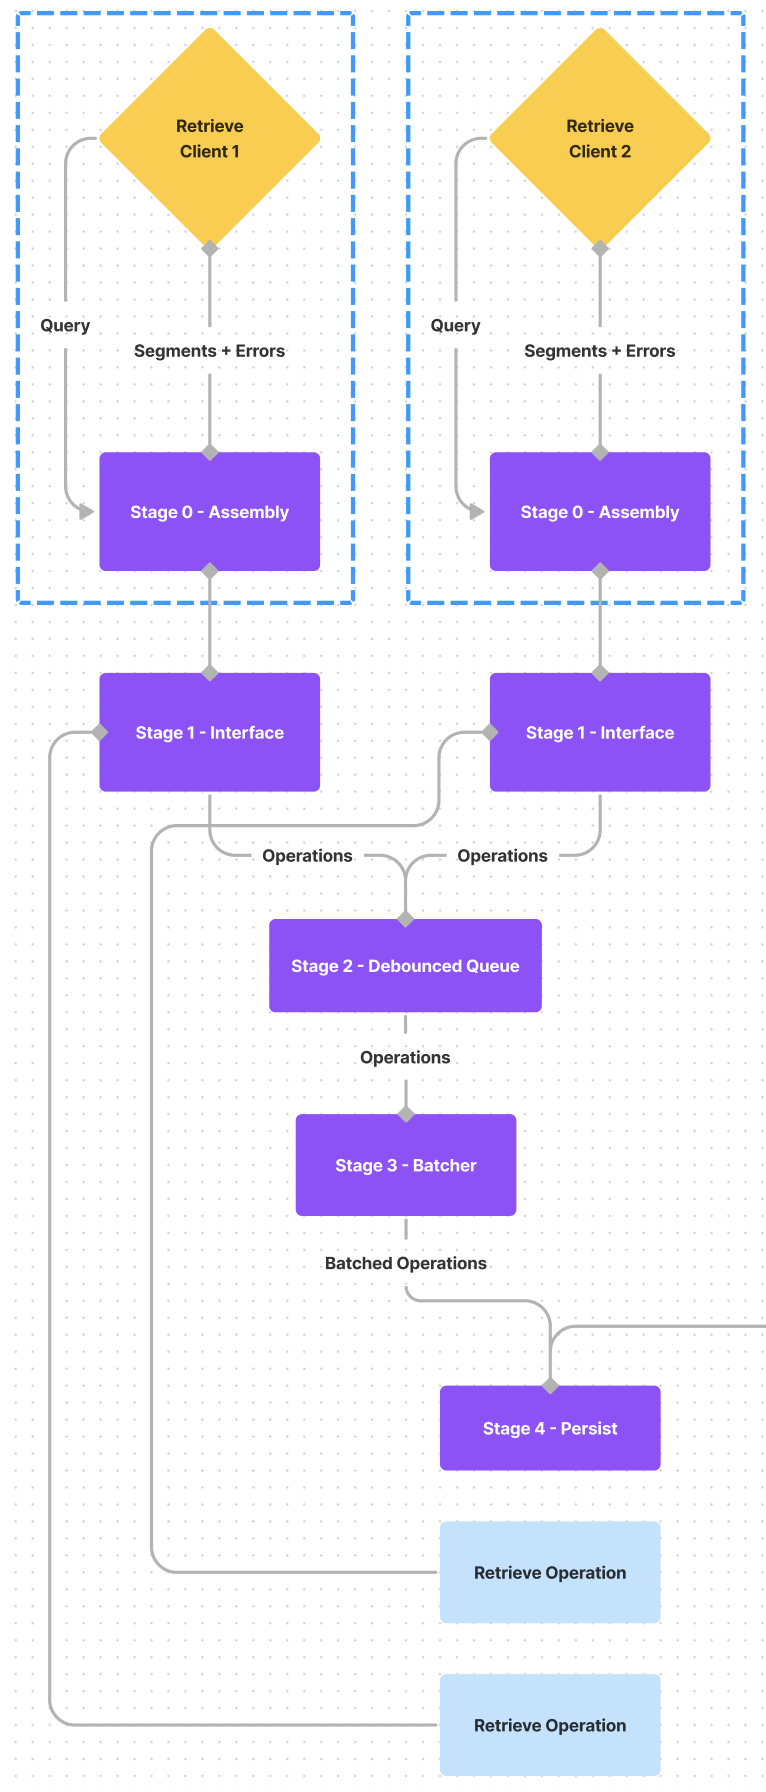 Retrieve
Client 1
Retrieve
Client 2
Query
Segments + Errors
Query
Segments + Errors
Stage 0 - Assembly
Stage 0 - Assembly
Stage 1 - Interface
Stage 1 - Interface
Operations
Operations
Stage 2 - Debounced Queue
Operations
Stage 3 - Batcher
Batched Operations
Stage 4 - Persist
Retrieve Operation
Retrieve Operation